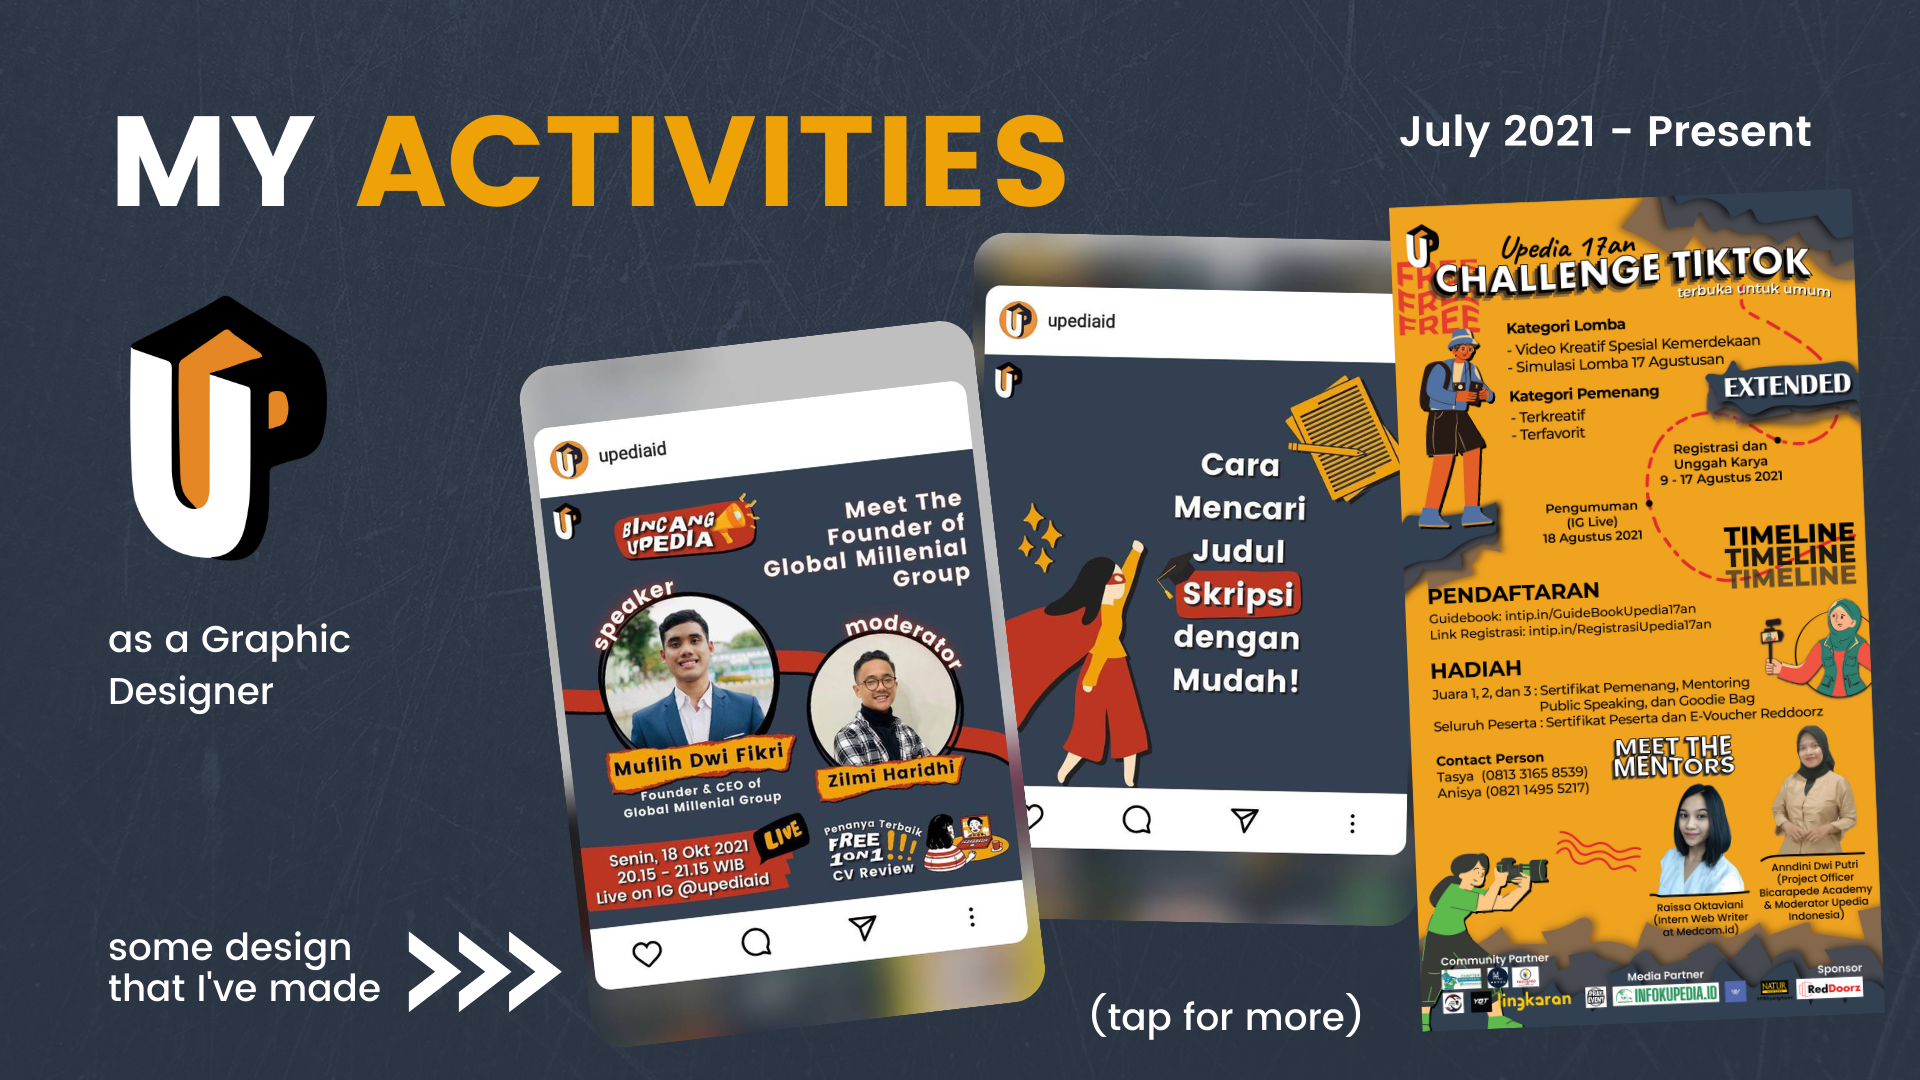 MY ACTIVITIES
July 2021 - Present
UP
as a Graphic
Designer
some design
that I've made
(tap for more)
upediaid
UP
BINCANG
UPEDIA
Meet The
Founder of
Global Millenial
Group
speaker
moderator
Muflih Dwi Fikri
Founder & CEO of
Global Millenial Group
Zilmi Haridhi
Senin, 18 Okt 2021
20.15 - 21.15 WIB
Live on IG @upediaid
LIVE
Penanya Terbaik
FREE
1ON1!!!
CV Review
upediaid
UP
Cara
Mencari
Judul
Skripsi
dengan
Mudah!
UP
FREE
FREE
FREE
Upedia 17an
CHALLENGE TIKTOK
terbuka untuk umum
Kategori Lomba
- Video Kreatif Spesial Kemerdekaan
- Simulasi Lomba 17 Agustusan
Kategori Pemenang
- Terkreatif
- Terfavorit
EXTENDED
Registrasi dan
Unggah Karya
9 - 17 Agustus 2021
Pengumuman
(IG Live)
18 Agustus 2021
TIMELINE
TIMELINE
TIMELINE
PENDAFTARAN
Guidebook: intip.in/GuideBookUpedia17an
Link Registrasi: intip.in/RegistrasiUpedia17an
HADIAH
Juara 1, 2, dan 3 : Sertifikat Pemenang, Mentoring
Public Speaking, dan Goodie Bag
Seluruh Peserta : Sertifikat Peserta dan E-Voucher Reddoorz
Contact Person
Tasya (0813 3165 8539)
Anisya (0821 1495 5217)
MEET THE
MENTORS
Raissa Oktaviani
(Intern Web Writer
at Medcom.id)
Anndini Dwi Putri
(Project Officer
Bicarapede Academy
& Moderator Upedia
Indonesia)
Community Partner
lingkaran
Media Partner
INFOKUPEDIA.ID
Sponsor
NATUR
RedDoorz